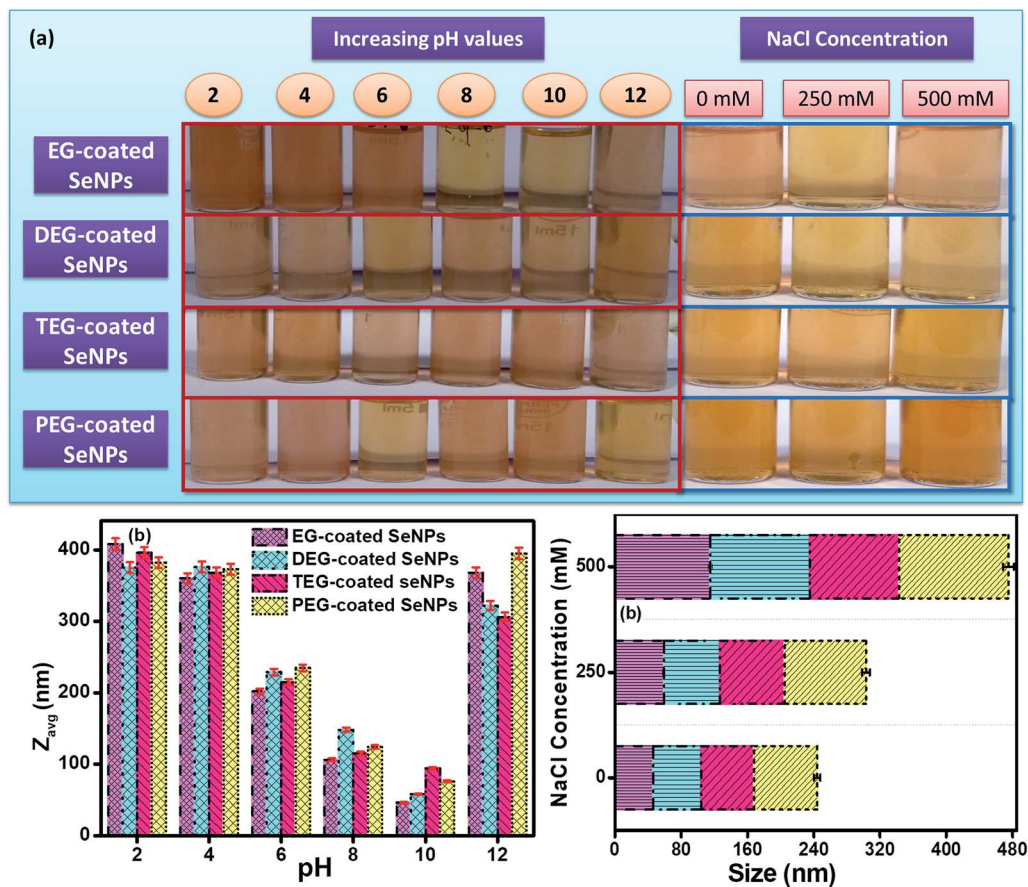 (a)
Increasing pH values
NaCl Concentration
2
4
6
8
10
12
0 mM
250 mM
500 mM
EG-coated
SeNPs
DEG-coated
SeNPs
TEG-coated
SeNPs
PEG-coated
SeNPs
(b)
EG-coated SeNPs
DEG-coated SeNPs
TEG-coated seNPs
PEG-coated SeNPs
400
300
200
100
0
Zavg (nm)
2
4
6
8
10
12
pH
(b)
NaCl Concentration (mM)
500
250
0
0
80
160
240
320
400
480
Size (nm)